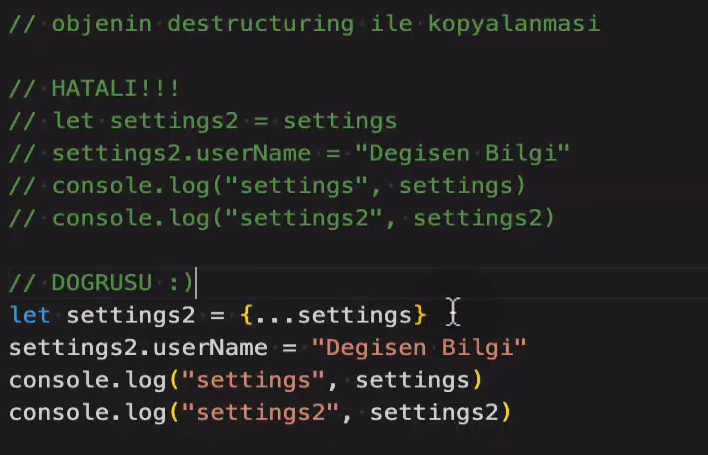 // objenin destructuring ile kopyalanmasi
// HATALI!!!
// let settings2 = settings
// settings2.userName = "Degisen Bilgi"
// console.log("settings", settings)
// console.log("settings2", settings2)
// DOGRUSU :)
let settings2 = {...settings}
settings2.userName = "Degisen Bilgi"
console.log("settings", settings)
console.log("settings2", settings2)